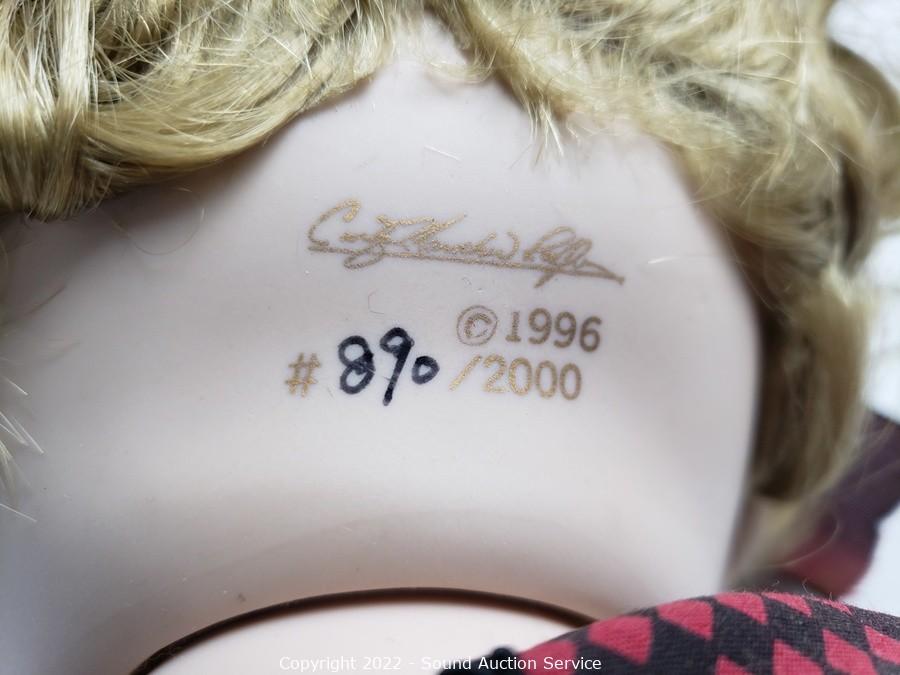 © 1996
# 890 /2000
Copyright 2022 - Sound Auction Service